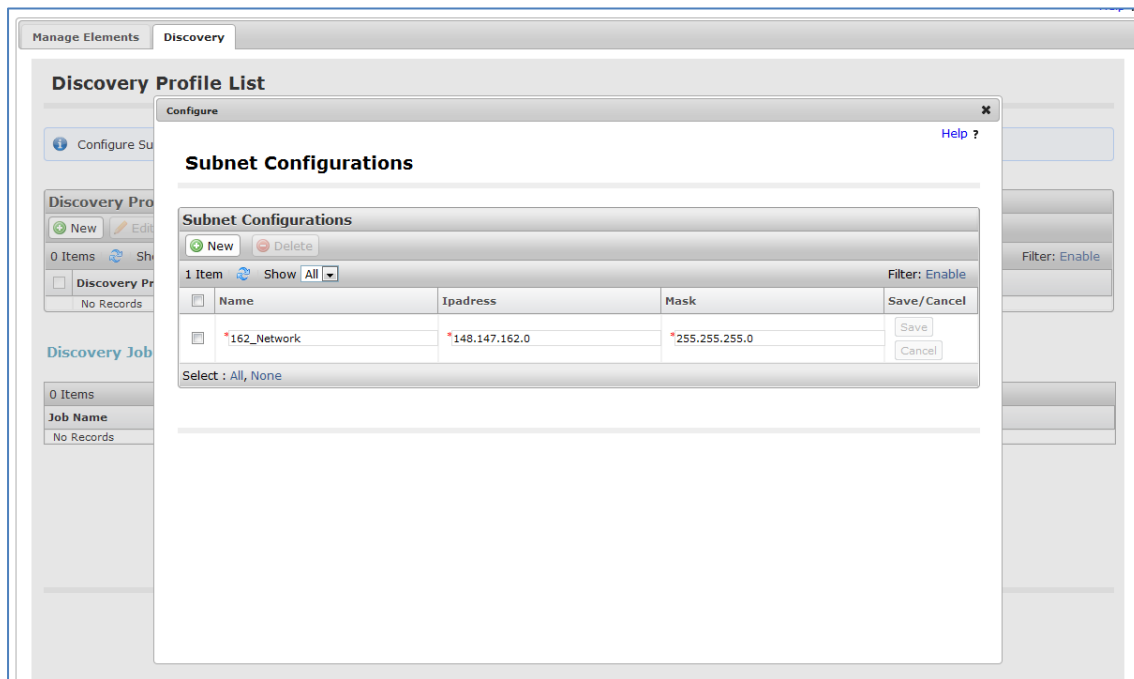 Manage Elements Discovery
Discovery Profile List
Configure ✖
Configure Su
Help ?
Subnet Configurations
Discovery Pro
Subnet Configurations
New Edit
New Delete
0 Items Sh
1 Item Show All Filter: Enable
Filter: Enable
Discovery Pr
Name Ipadress Mask Save/Cancel
No Records
*162_Network *148.147.162.0 *255.255.255.0 Save
Cancel
Discovery Job
Select : All, None
0 Items
Job Name
No Records